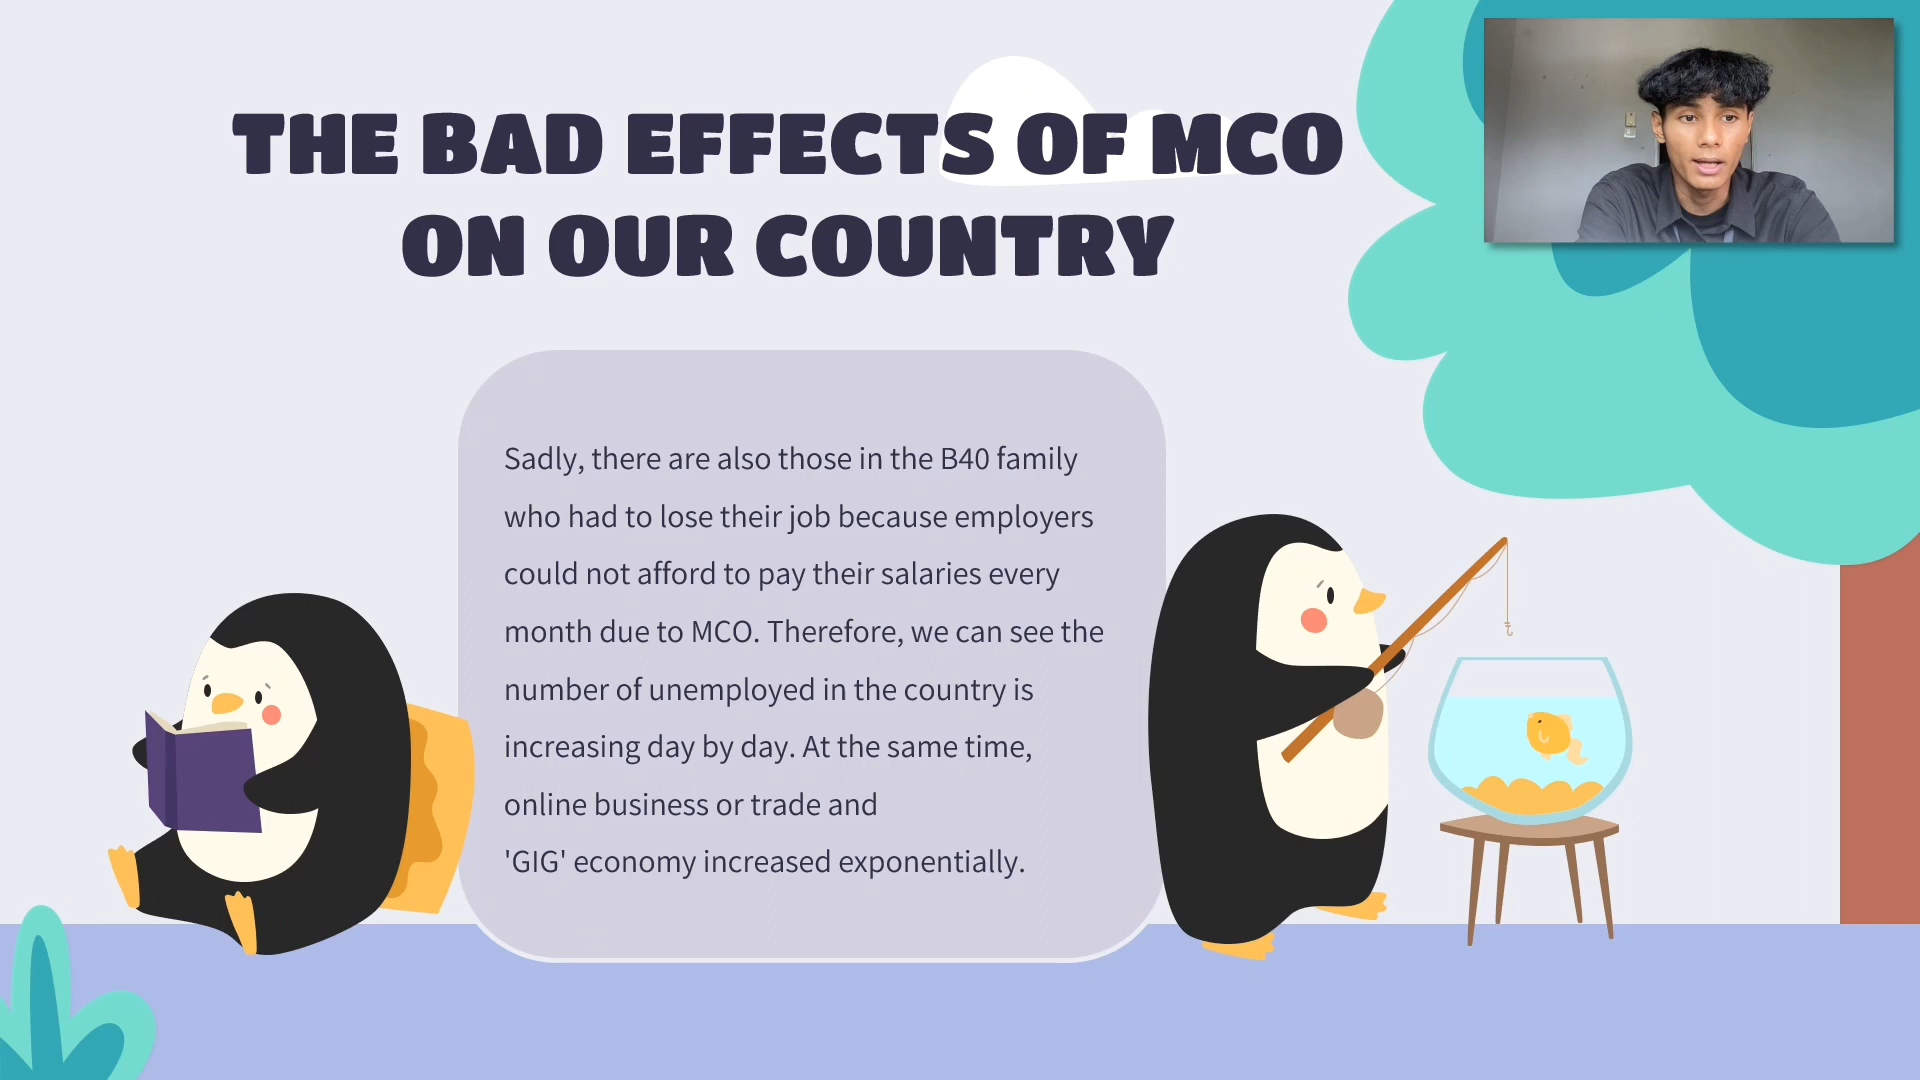 THE BAD EFFECTS OF MCO
ON OUR COUNTRY
Sadly, there are also those in the B40 family
who had to lose their job because employers
could not afford to pay their salaries every
month due to MCO. Therefore, we can see the
number of unemployed in the country is
increasing day by day. At the same time,
online business or trade and
'GIG' economy increased exponentially.